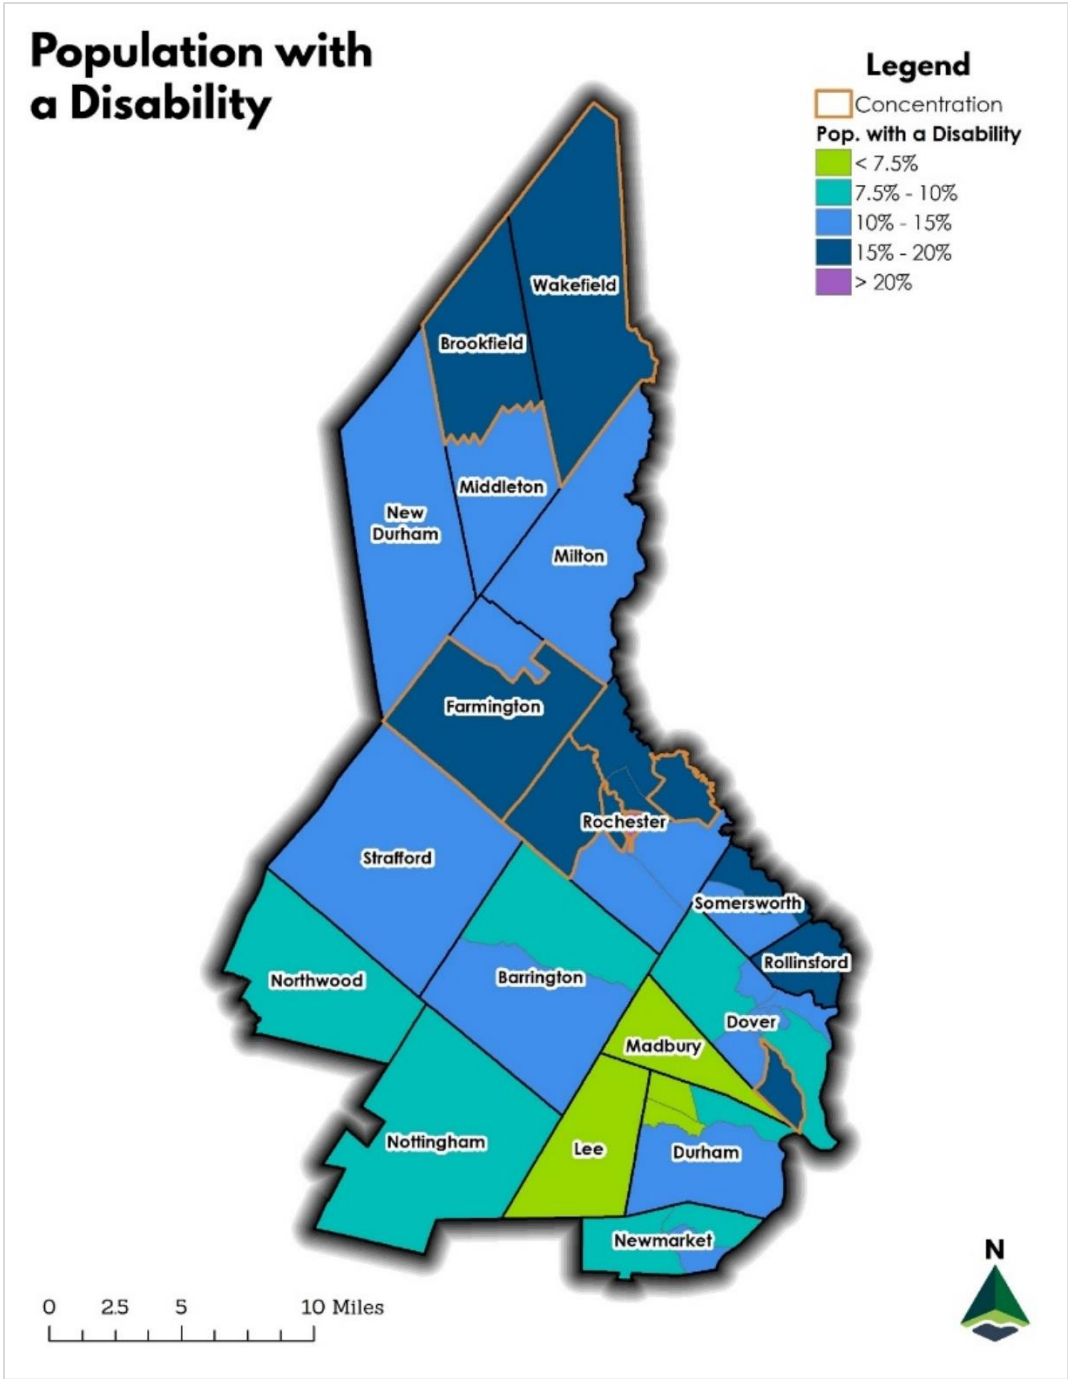 Population with
a Disability
Legend
Concentration
Pop. with a Disability
< 7.5%
7.5% - 10%
10% - 15%
15% - 20%
> 20%
Wakefield
Brookfield
Middleton
New
Durham
Milton
Farmington
Rochester
Strafford
Somersworth
Rollinsford
Northwood
Barrington
Dover
Madbury
Nottingham
Lee
Durham
Newmarket
N
0 2.5 5 10 Miles